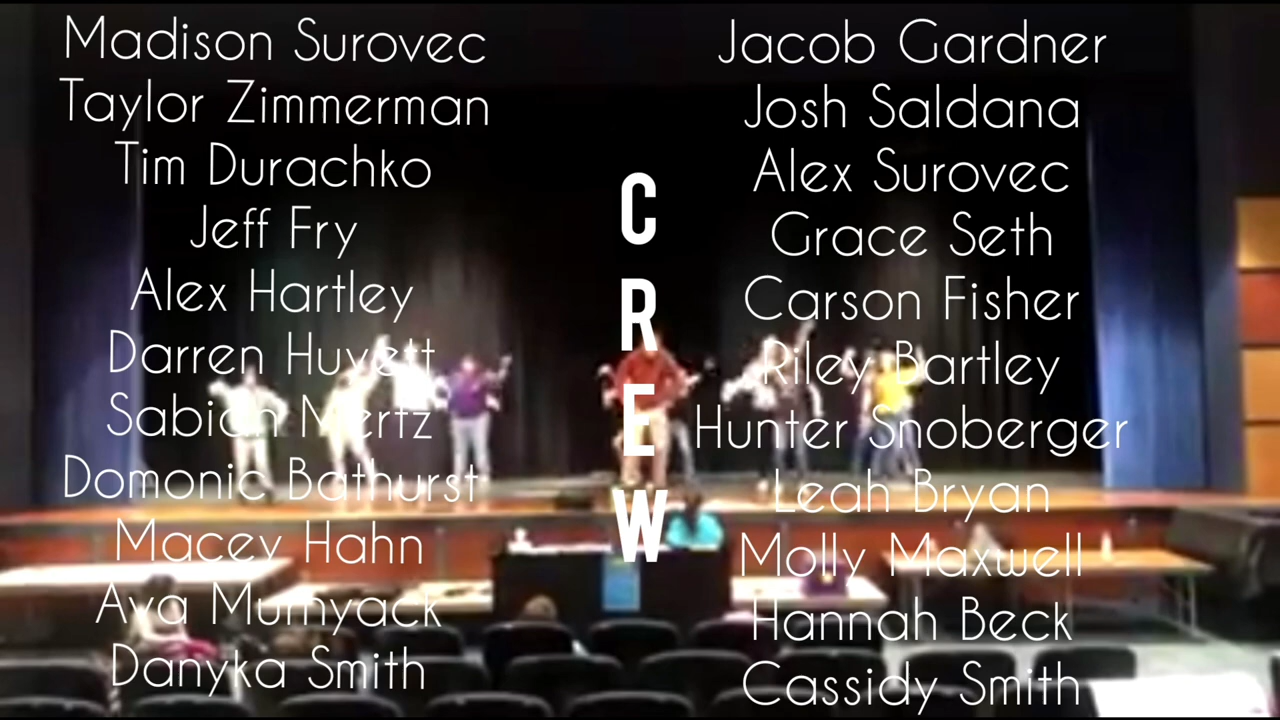 Madison Surovec
Taylor Zimmerman
Tim Durachko
Jeff Fry
Alex Hartley
Darren Huvett
Sabian Mertz
Domonic Bathurst
Macey Hahn
Ava Mumyack
Danyka Smith
CREW
Jacob Gardner
Josh Saldana
Alex Surovec
Grace Seth
Carson Fisher
Riley Bartley
Hunter Snoberger
Leah Bryan
Molly Maxwell
Hannah Beck
Cassidy Smith